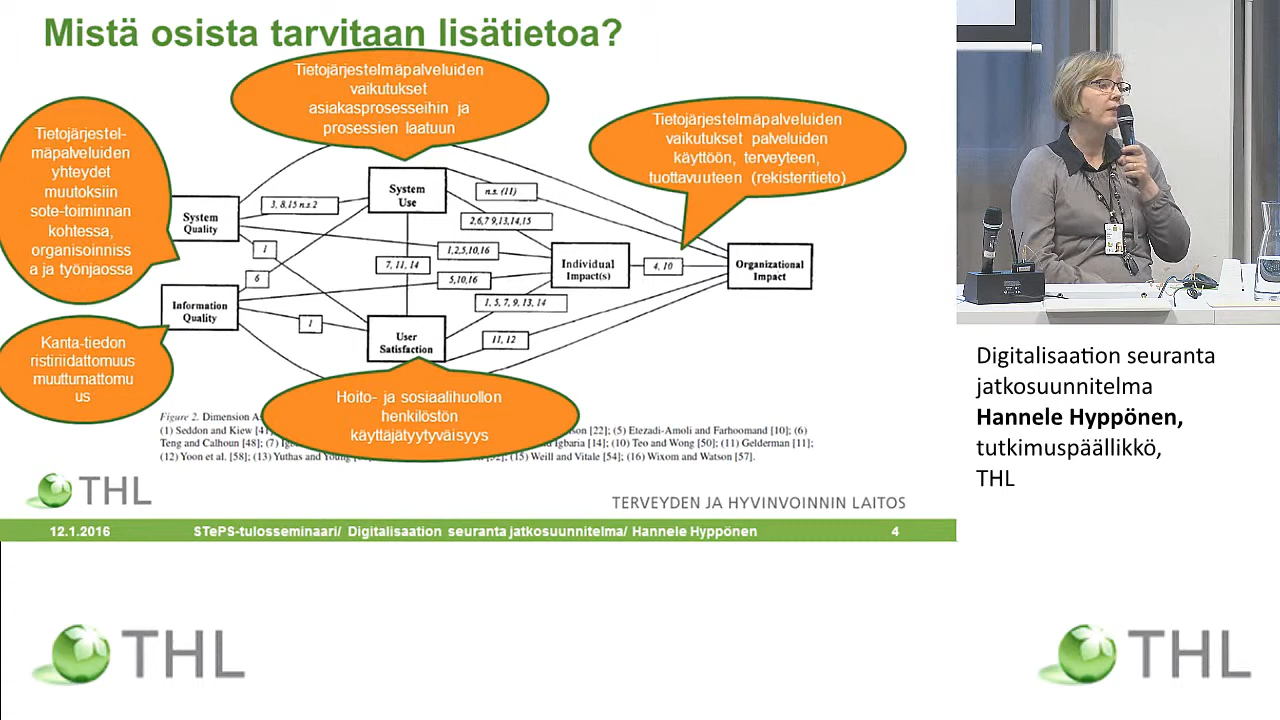 Mistä osista tarvitaan lisätietoa?
Tietojärjestelmäpalveluiden
vaikutukset
asiakasprosesseihin ja
prosessien laatuun
Tietojärjestelmäpalveluiden
vaikutukset palveluiden
käyttöön, terveyteen,
tuottavuuteen (rekisteritieto)
Tietojärjestel-
mäpalveluiden
yhteydet
muutoksiin
sote-toiminnan
kohtessa,
organisoinniss
a ja työnjaossa
Kanta-tiedon
ristiriidattomuus
muuttumattomu
us
Hoito- ja sosiaalihuollon
henkilöstön
käyttäjätyytyväisyys
System
Quality
Information
Quality
System
Use
User
Satisfaction
Individual
Impact(s)
Organizational
Impact
3, 8,15 n.s 2
1
6
1
7, 11, 14
n.s. (11)
2,6,7 9,13,14,15
1,2,5,10,16
5,10,16
1, 5, 7, 9, 13, 14
11, 12
4, 10
Figure 2. Dimension
(1) Seddon and Kiew [22]; (5) Etezadi-Amoli and Farhoomand [10]; (6)
Teng and Calhoun [48]; (7) Igbaria [14]; (10) Teo and Wong [50]; (11) Gelderman [11];
(12) Yoon et al. [58]; (13) Yuthas and (15) Weill and Vitale [54]; (16) Wixom and Watson [57].
THL
TERVEYDEN JA HYVINVOINNIN LAITOS
12.1.2016 STePS-tulosseminaari/ Digitalisaation seuranta jatkosuunnitelma/ Hannele Hyppönen 4
Digitalisaation seuranta
jatkosuunnitelma
Hannele Hyppönen,
tutkimuspäällikkö,
THL
THL
THL